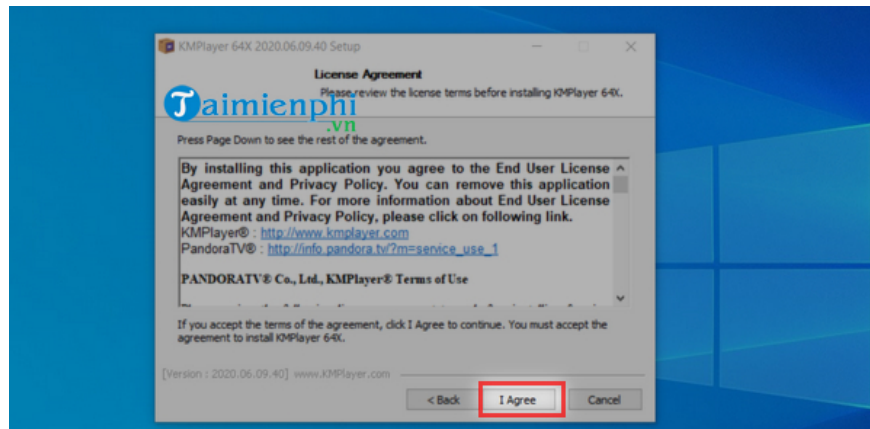 KMPlayer 64X 2020.06.09.40 Setup
License Agreement
Please review the license terms before installing KMPlayer 64X.
Taimienphi
.vn
Press Page Down to see the rest of the agreement.
By installing this application you agree to the End User License
Agreement and Privacy Policy. You can remove this application
easily at any time. For more information about End User License
Agreement and Privacy Policy, please click on following link.
KMPlayer® : http://www.kmplayer.com
PandoraTV® : http://info.pandora.tv/?m=service_use_1
PANDORATV® Co., Ltd., KMPlayer® Terms of Use
If you accept the terms of the agreement, click I Agree to continue. You must accept the
agreement to install KMPlayer 64X.
[Version : 2020.06.09.40] www.KMPlayer.com
< Back
I Agree
Cancel